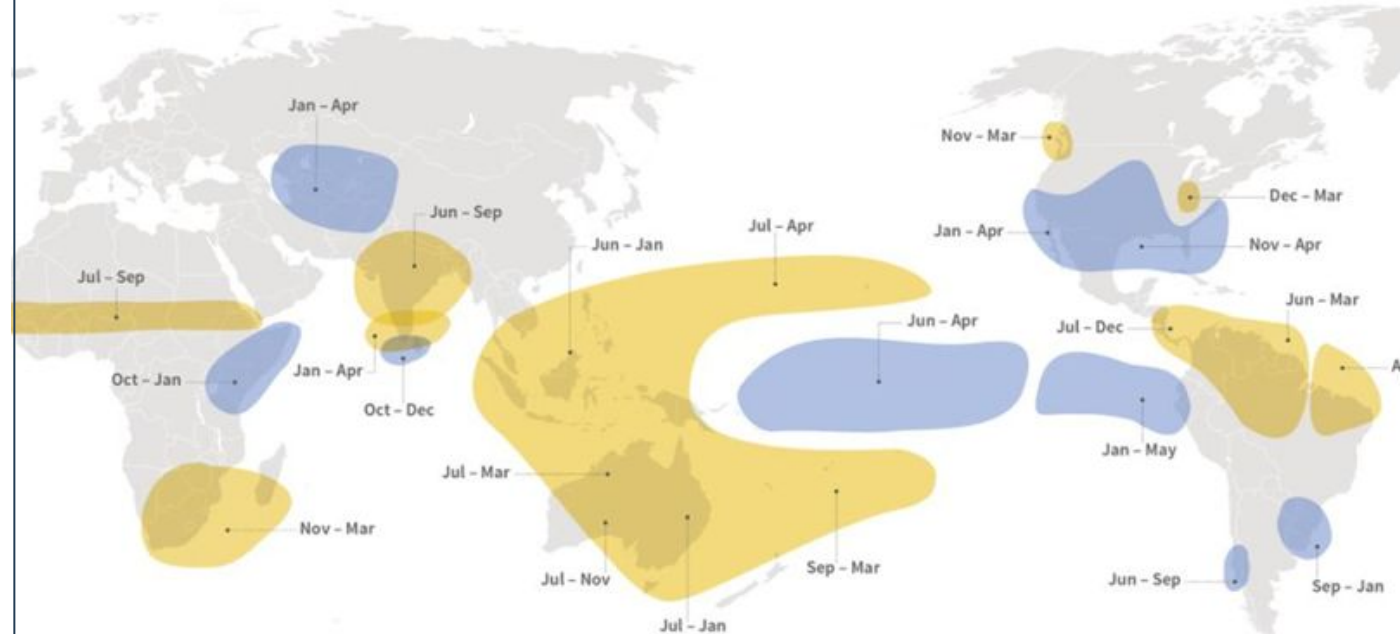 Jan – Apr
Nov – Mar
Dec – Mar
Jun – Sep
Jul – Apr
Jan – Apr
Jun – Jan
Nov – Apr
Jul – Sep
Jun – Mar
Jun – Apr
Jul – Dec
A
Jan – Apr
Oct – Jan
Oct – Dec
Jan – May
Jul – Mar
Nov – Mar
Sep – Mar
Jul – Nov
Jun – Sep
Sep – Jan
Jul – Jan